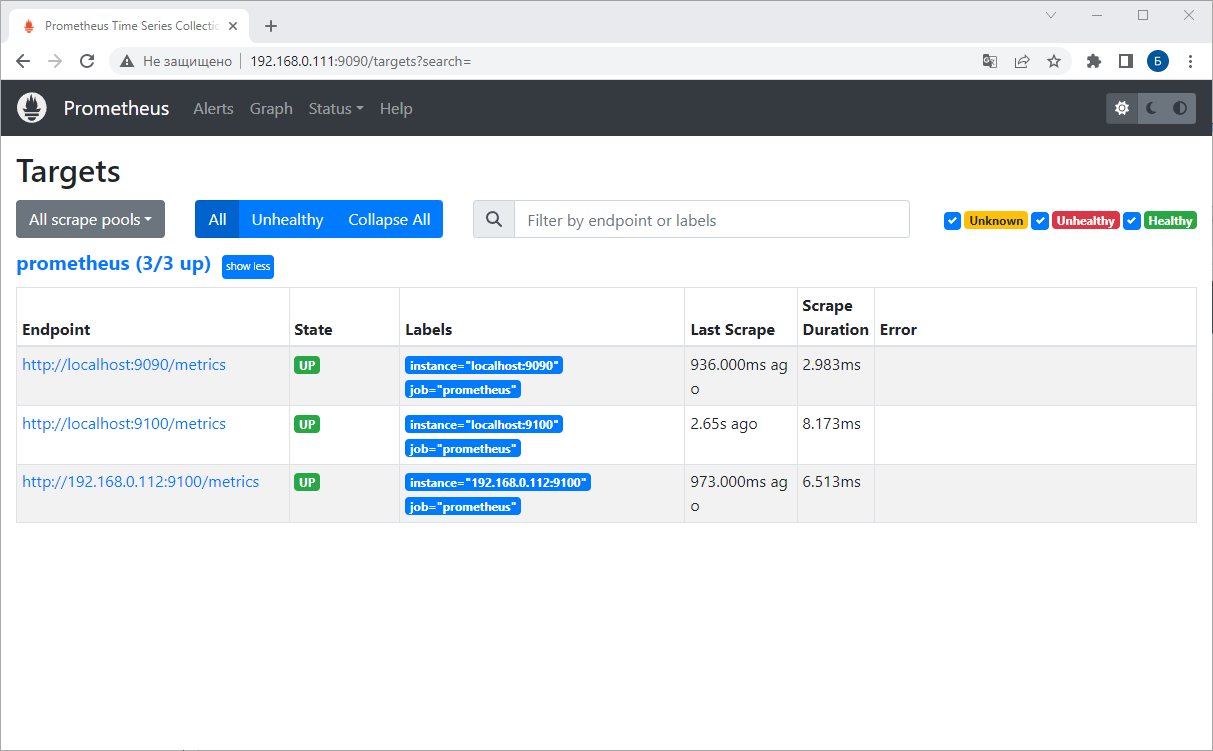 Prometheus Time Series Collectio
Не защищено 192.168.0.111:9090/targets?search= Б
Prometheus Alerts Graph Status Help
Targets
All scrape pools All Unhealthy Collapse All Filter by endpoint or labels Unknown Unhealthy Healthy
prometheus (3/3 up) show less
Endpoint State Labels Last Scrape Scrape Duration Error
http://localhost:9090/metrics UP instance="localhost:9090" 936.000ms ag 2.983ms
job="prometheus" o
http://localhost:9100/metrics UP instance="localhost:9100" 2.65s ago 8.173ms
job="prometheus"
http://192.168.0.112:9100/metrics UP instance="192.168.0.112:9100" 973.000ms ag 6.513ms
job="prometheus" o